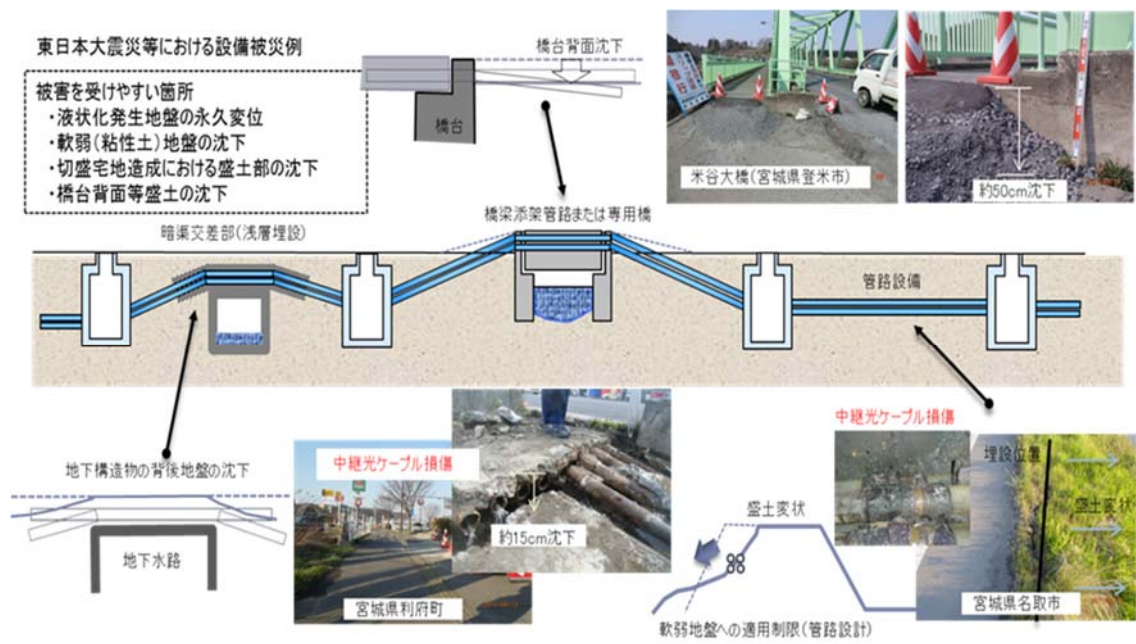 東日本大震災等における設備被災例
被害を受けやすい箇所
・液状化発生地盤の永久変位
・軟弱(粘性土)地盤の沈下
・切盛宅地造成における盛土部の沈下
・橋台背面等盛土の沈下
橋台背面沈下
橋台
米谷大橋(宮城県登米市)
約50cm沈下
暗渠交差部(浅層埋設)
橋梁添架管路または専用橋
管路設備
地下構造物の背後地盤の沈下
地下水路
中継光ケーブル損傷
宮城県利府町
約15cm沈下
盛土変状
軟弱地盤への適用制限(管路設計)
中継光ケーブル損傷
埋設位置
盛土変状
宮城県名取市